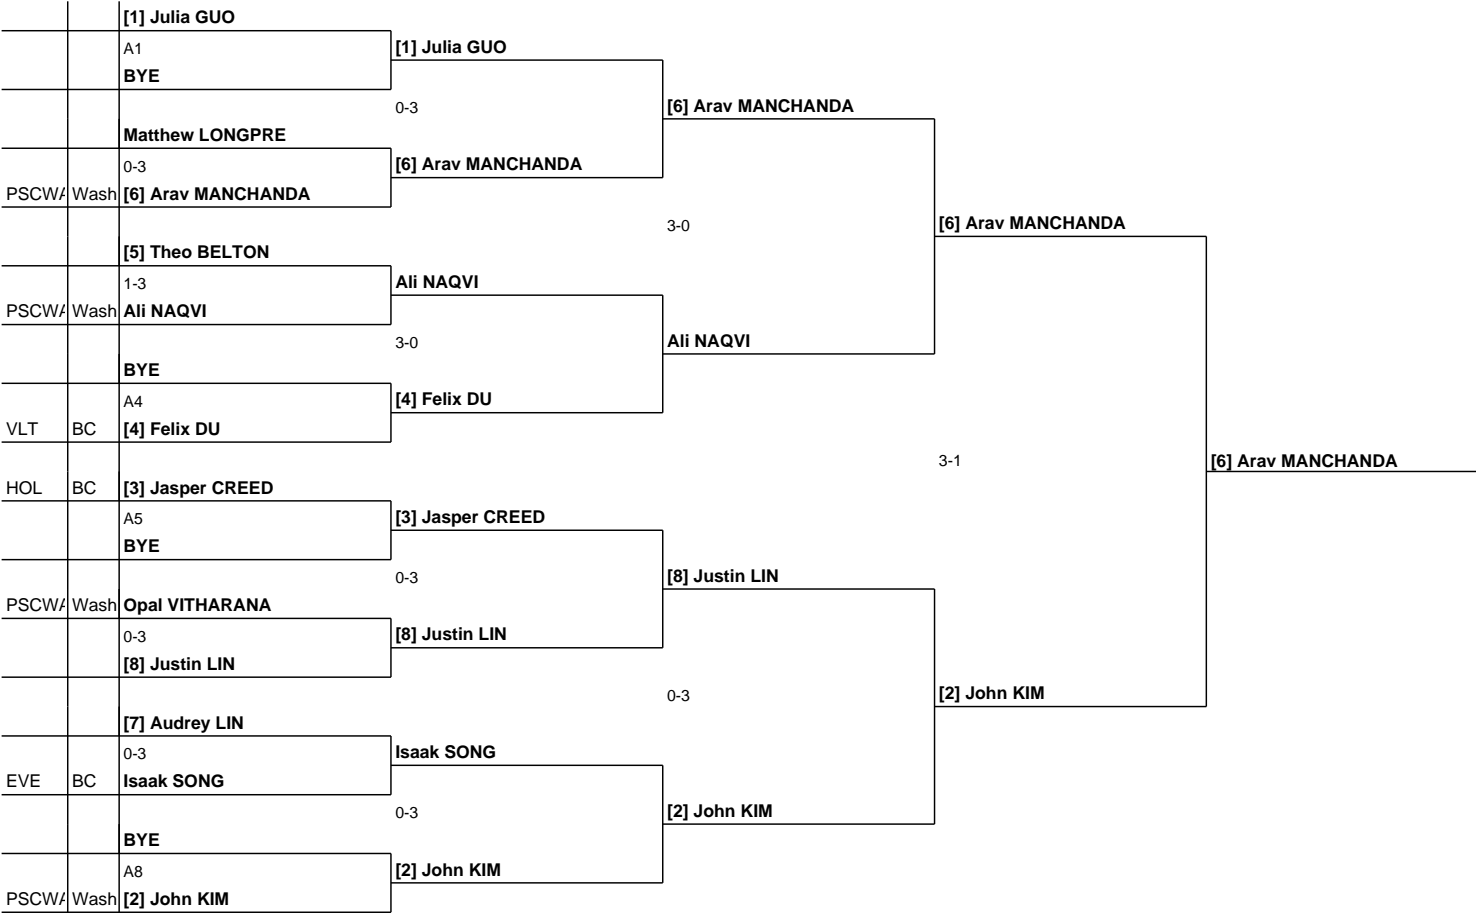 [1] Julia GUO
A1 [1] Julia GUO
BYE
0-3 [6] Arav MANCHANDA
Matthew LONGPRE
0-3 [6] Arav MANCHANDA
PSCWA Wash [6] Arav MANCHANDA
3-0 [6] Arav MANCHANDA
[5] Theo BELTON
1-3 Ali NAQVI
PSCWA Wash Ali NAQVI
3-0 Ali NAQVI
BYE
A4 [4] Felix DU
VLT BC [4] Felix DU
3-1 [6] Arav MANCHANDA
HOL BC [3] Jasper CREED
A5 [3] Jasper CREED
BYE
0-3 [8] Justin LIN
PSCWA Wash Opal VITHARANA
0-3 [8] Justin LIN
[8] Justin LIN
0-3 [2] John KIM
[7] Audrey LIN
0-3 Isaak SONG
EVE BC Isaak SONG
0-3 [2] John KIM
BYE
A8 [2] John KIM
PSCWA Wash [2] John KIM